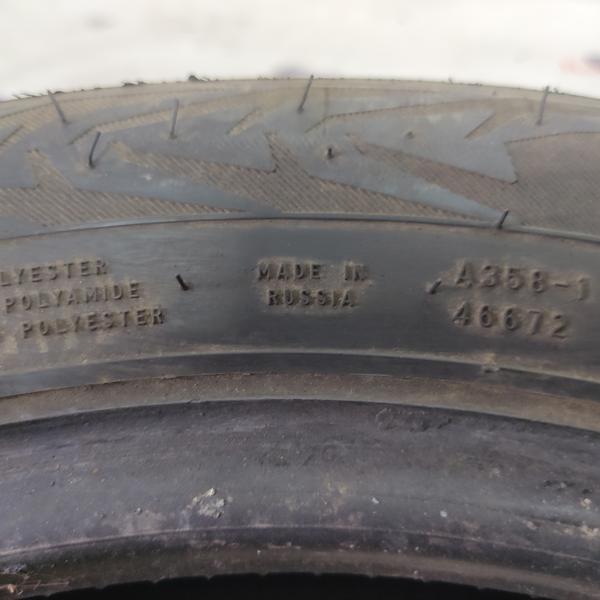 LYESTER
POLYAMIDE
POLYESTER
MADE IN
RUSSIA
A358-1
46672